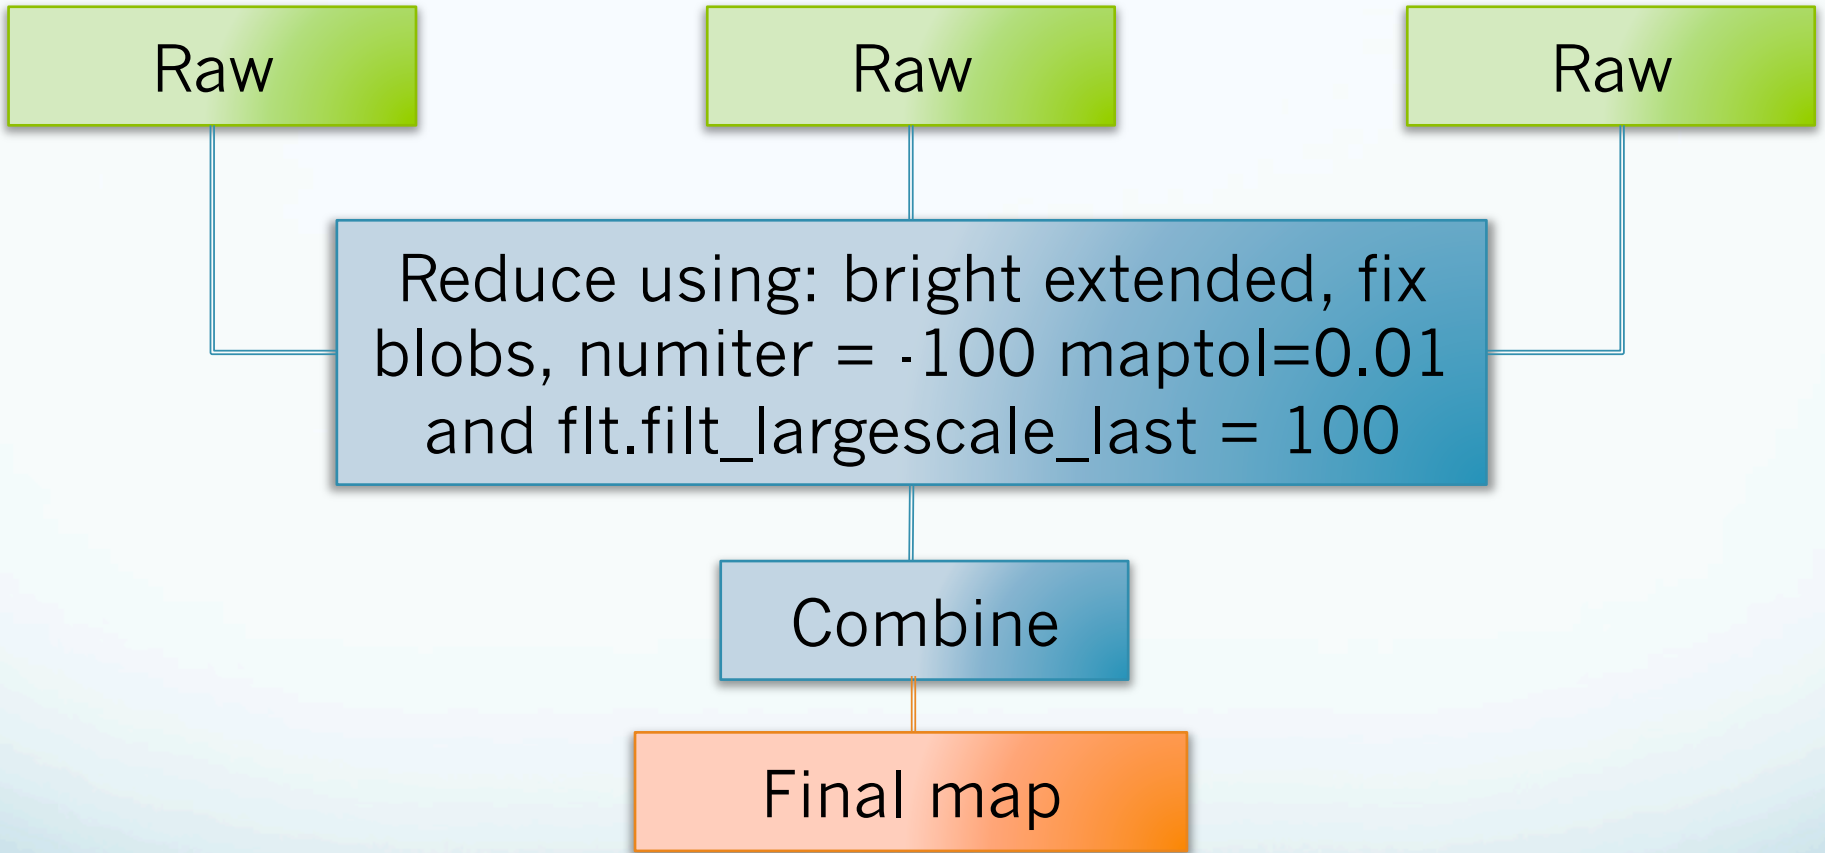 Raw
Raw
Raw
Reduce using: bright extended, fix
blobs, numiter = -100 maptol=0.01
and flt.filt_largescale_last = 100
Combine
Final map